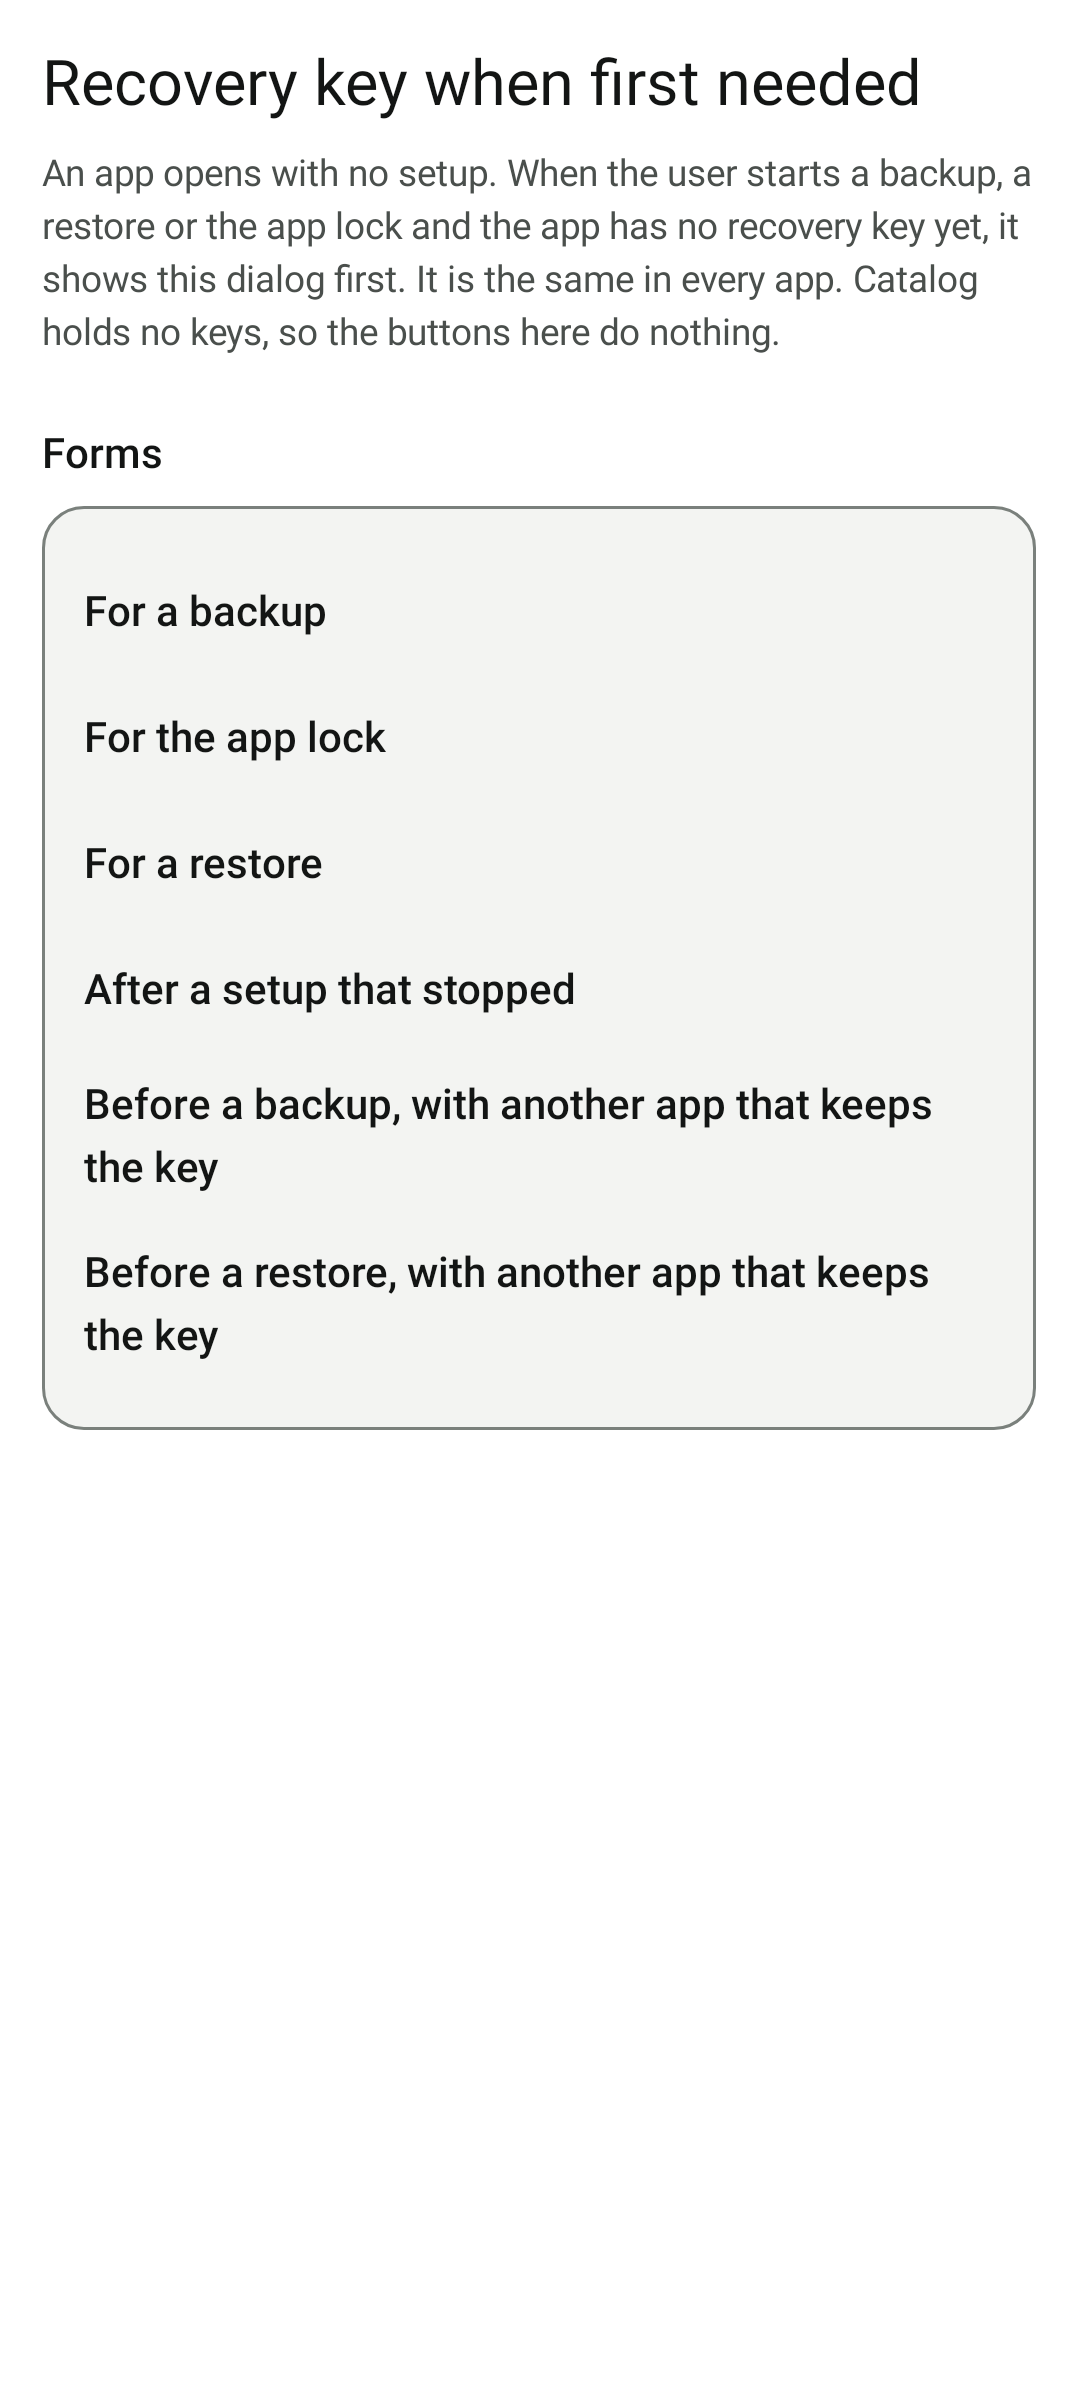 Recovery key when first needed
An app opens with no setup. When the user starts a backup, a
restore or the app lock and the app has no recovery key yet, it
shows this dialog first. It is the same in every app. Catalog
holds no keys, so the buttons here do nothing.
Forms
For a backup
For the app lock
For a restore
After a setup that stopped
Before a backup, with another app that keeps
the key
Before a restore, with another app that keeps
the key